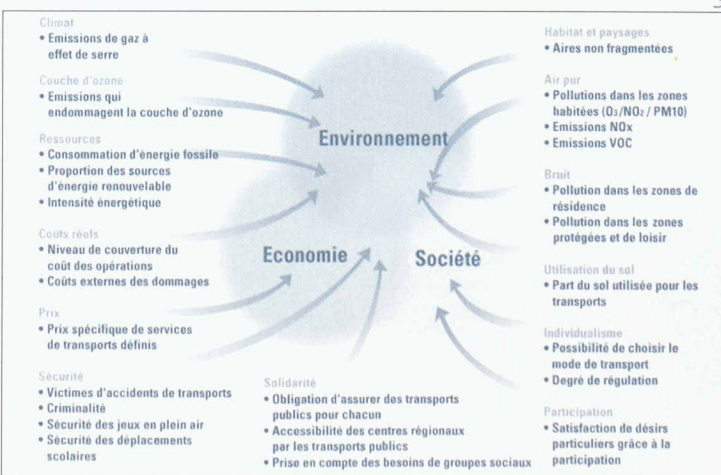 Climat
• Emissions de gaz à
effet de serre
Couche d'ozone
• Emissions qui
endommagent la couche d'ozone
Ressources
• Consommation d'énergie fossile
• Proportion des sources
d'énergie renouvelable
• Intensité énergétique
Coûts réels
• Niveau de couverture du
coût des opérations
• Coûts externes des dommages
Prix
• Prix spécifique de services
de transports définis
Sécurité
• Victimes d'accidents de transports
• Criminalité
• Sécurité des jeux en plein air
• Sécurité des déplacements
scolaires
Environnement
Economie
Société
Solidarité
• Obligation d'assurer des transports
publics pour chacun
• Accessibilité des centres régionaux
par les transports publics
• Prise en compte des besoins de groupes sociaux
Habitat et paysages
• Aires non fragmentées
Air pur
• Pollutions dans les zones
habitées (O3/NO2 / PM10)
• Emissions NOx
• Emissions VOC
Bruit
• Pollution dans les zones de
résidence
• Pollution dans les zones
protégées et de loisir
Utilisation du sol
• Part du sol utilisée pour les
transports
Individualisme
• Possibilité de choisir le
mode de transport
• Degré de régulation
Participation
• Satisfaction de désirs
particuliers grâce à la
participation